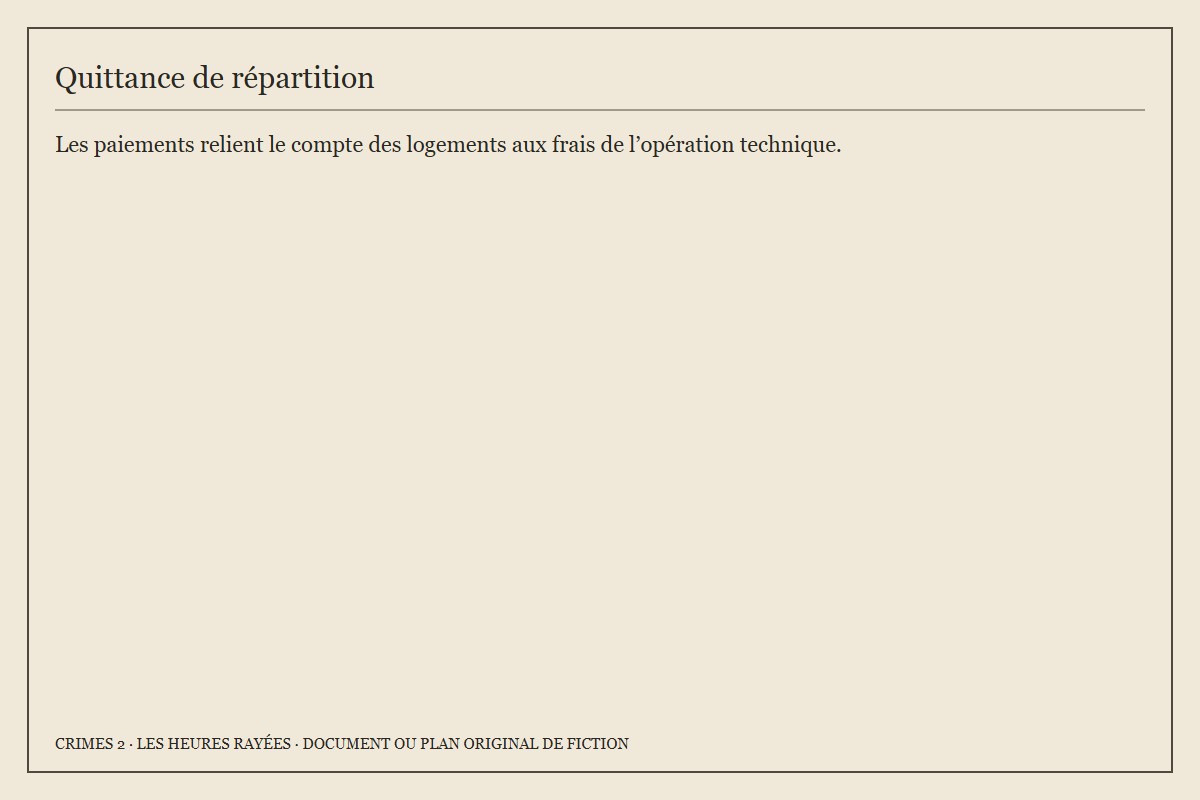 Quittance de répartition
Les paiements relient le compte des logements aux frais de l’opération technique.
CRIMES 2 · LES HEURES RAYÉES · DOCUMENT OU PLAN ORIGINAL DE FICTION